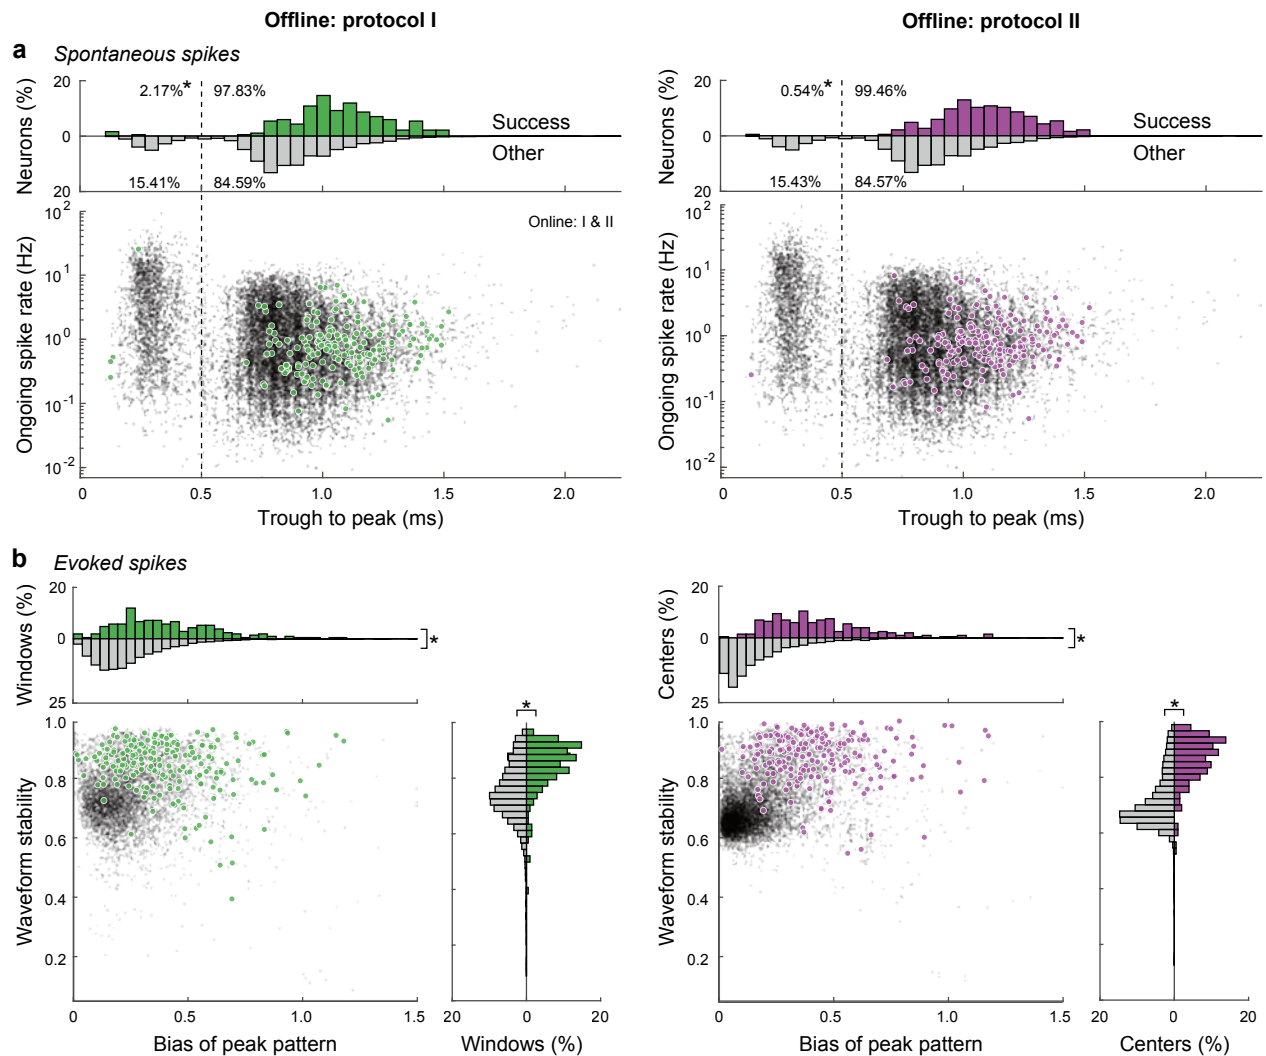 Offline: protocol I
Offline: protocol II
a Spontaneous spikes
Neurons (%)
20
0
20
2.17%* 97.83%
Success
Other
15.41% 84.59%
Neurons (%)
20
0
20
0.54%* 99.46%
Success
Other
15.43% 84.57%
Online: I & II
Ongoing spike rate (Hz)
10^2
10^1
10^0
10^-1
10^-2
0 0.5 1.0 1.5 2.0
Trough to peak (ms)
Ongoing spike rate (Hz)
10^2
10^1
10^0
10^-1
10^-2
0 0.5 1.0 1.5 2.0
Trough to peak (ms)
b Evoked spikes
Windows (%)
20
0
25
*
Centers (%)
20
0
25
*
Waveform stability
1.0
0.8
0.6
0.4
0.2
0 0.5 1.0 1.5
Bias of peak pattern
*
20 0 20
Windows (%)
Waveform stability
1.0
0.8
0.6
0.4
0.2
0 0.5 1.0 1.5
Bias of peak pattern
*
20 0 20
Centers (%)